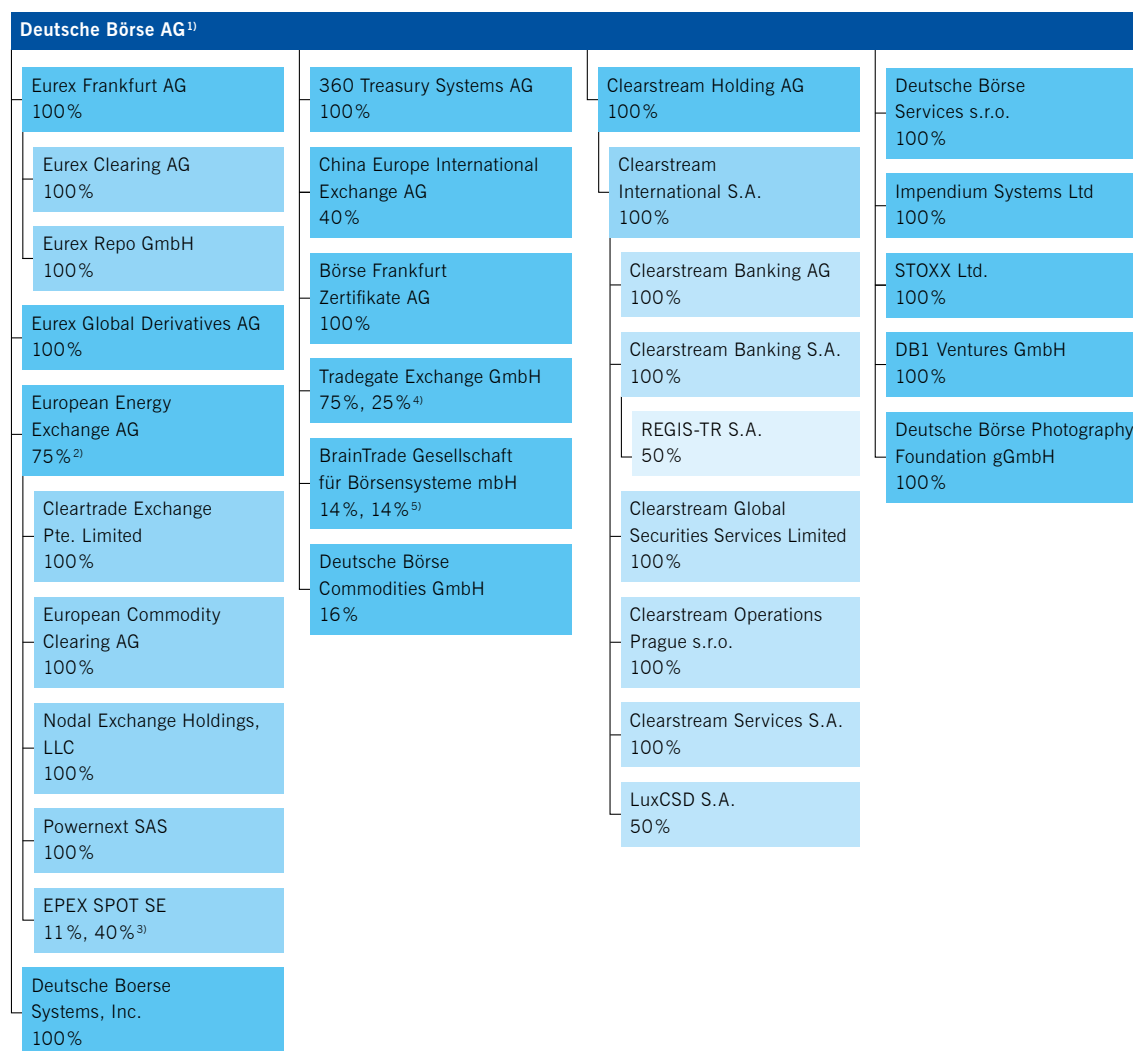 Deutsche Börse AG¹⁾
Eurex Frankfurt AG
100%
Eurex Clearing AG
100%
Eurex Repo GmbH
100%
Eurex Global Derivatives AG
100%
European Energy
Exchange AG
75%²⁾
Cleartrade Exchange
Pte. Limited
100%
European Commodity
Clearing AG
100%
Nodal Exchange Holdings,
LLC
100%
Powernext SAS
100%
EPEX SPOT SE
11%, 40%³⁾
Deutsche Boerse
Systems, Inc.
100%
360 Treasury Systems AG
100%
China Europe International
Exchange AG
40%
Börse Frankfurt
Zertifikate AG
100%
Tradegate Exchange GmbH
75%, 25%⁴⁾
BrainTrade Gesellschaft
für Börsensysteme mbH
14%, 14%⁵⁾
Deutsche Börse
Commodities GmbH
16%
Clearstream Holding AG
100%
Clearstream
International S.A.
100%
Clearstream Banking AG
100%
Clearstream Banking S.A.
100%
REGIS-TR S.A.
50%
Clearstream Global
Securities Services Limited
100%
Clearstream Operations
Prague s.r.o.
100%
Clearstream Services S.A.
100%
LuxCSD S.A.
50%
Deutsche Börse
Services s.r.o.
100%
Impendium Systems Ltd
100%
STOXX Ltd.
100%
DB1 Ventures GmbH
100%
Deutsche Börse Photography
Foundation gGmbH
100%